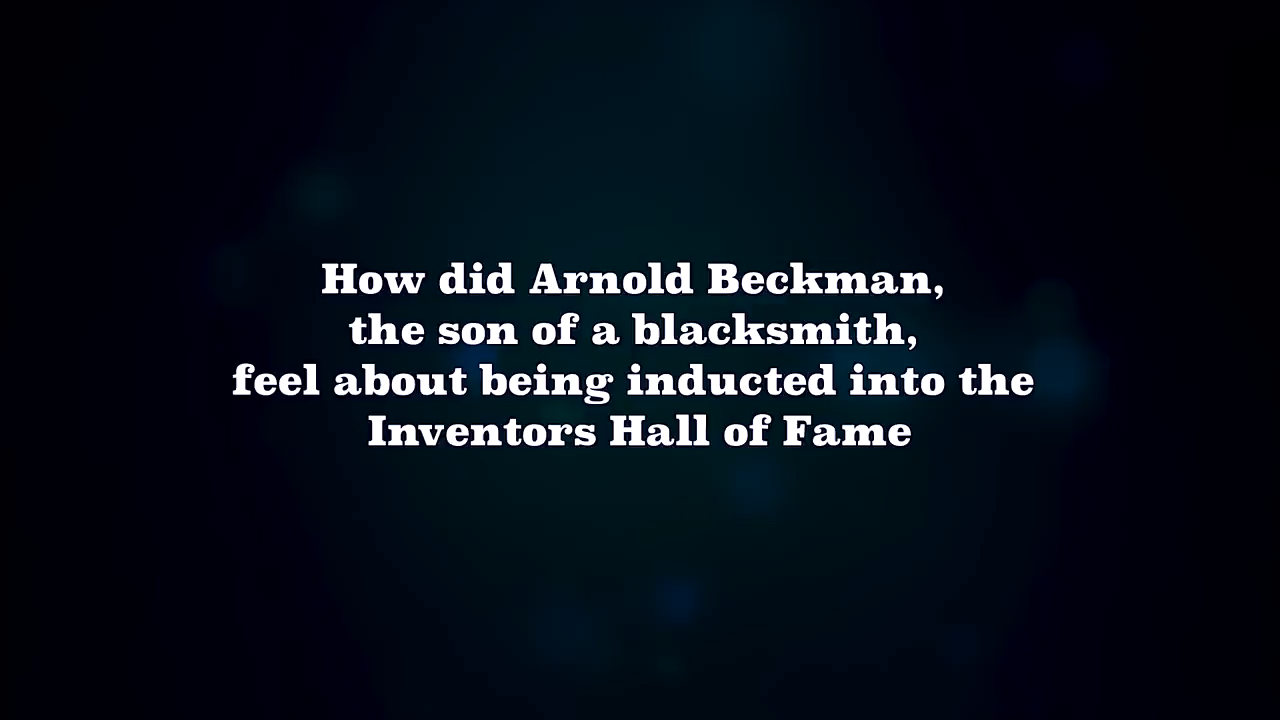 How did Arnold Beckman,
the son of a blacksmith,
feel about being inducted into the
Inventors Hall of Fame